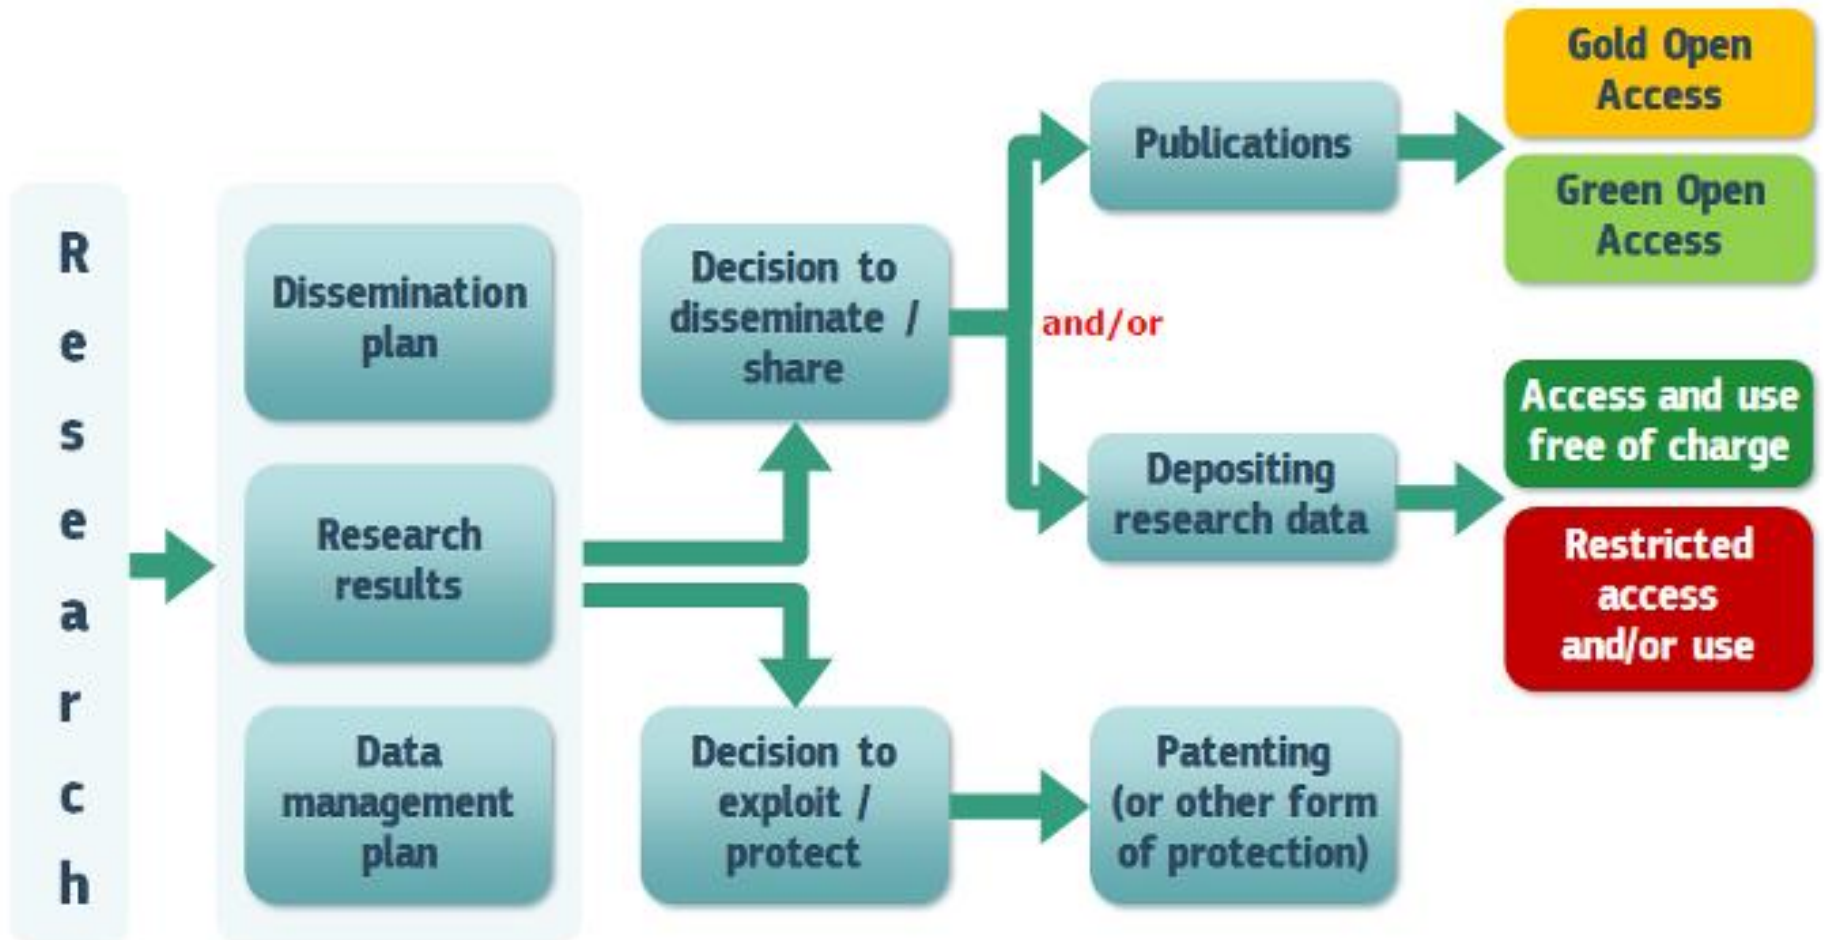 Research
Dissemination
plan
Research
results
Data
management
plan
Decision to
disseminate /
share
Decision to
exploit /
protect
and/or
Publications
Depositing
research data
Patenting
(or other form
of protection)
Gold Open
Access
Green Open
Access
Access and use
free of charge
Restricted
access
and/or use